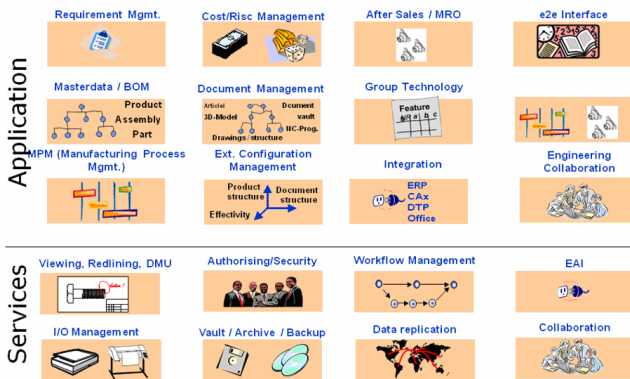 Application
Requirement Mgmt.
Cost/Risc Management
After Sales / MRO
e2e Interface
Masterdata / BOM
Product
Assembly
Part
Document Management
Articlel
3D-Model
Dcument
vault
NC-Prog.
Drawings/structure
Group Technology
Feature
a b c
MPM (Manufacturing Process
Mgmt.)
Ext. Configuration
Management
Product
structure
Document
structure
Effectivity
Integration
ERP
CAx
DTP
Office
Engineering
Collaboration
Services
Viewing, Redlining, DMU
Authorising/Security
Workflow Management
EAI
I/O Management
Vault / Archive / Backup
Data replication
Collaboration